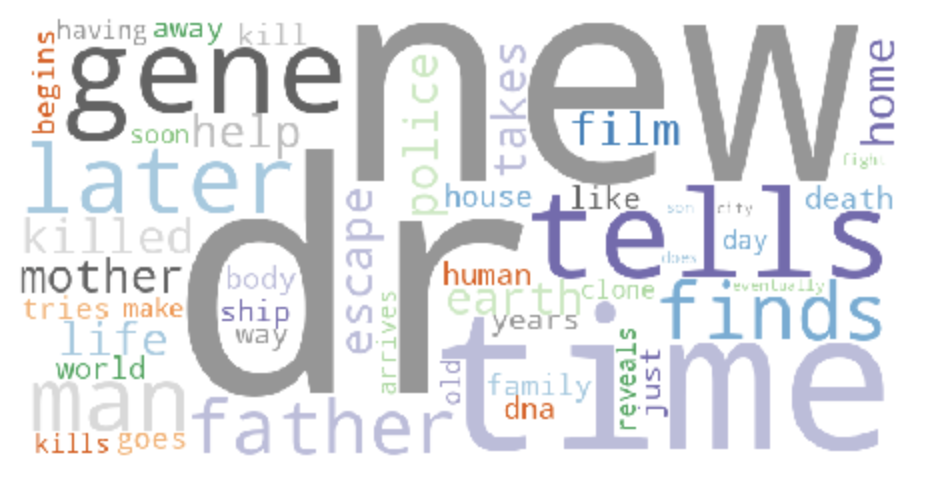 having
away
kill
new
gene
begins
soon
help
police
takes
film
home
fight
later
house
like
son
city
death
killed
dr
escape
tells
day
does
mother
body
human
earth
clone
eventually
finds
tries
make
ship
way
arrives
years
life
time
world
reveals
just
man
old
family
dna
father
kills
goes